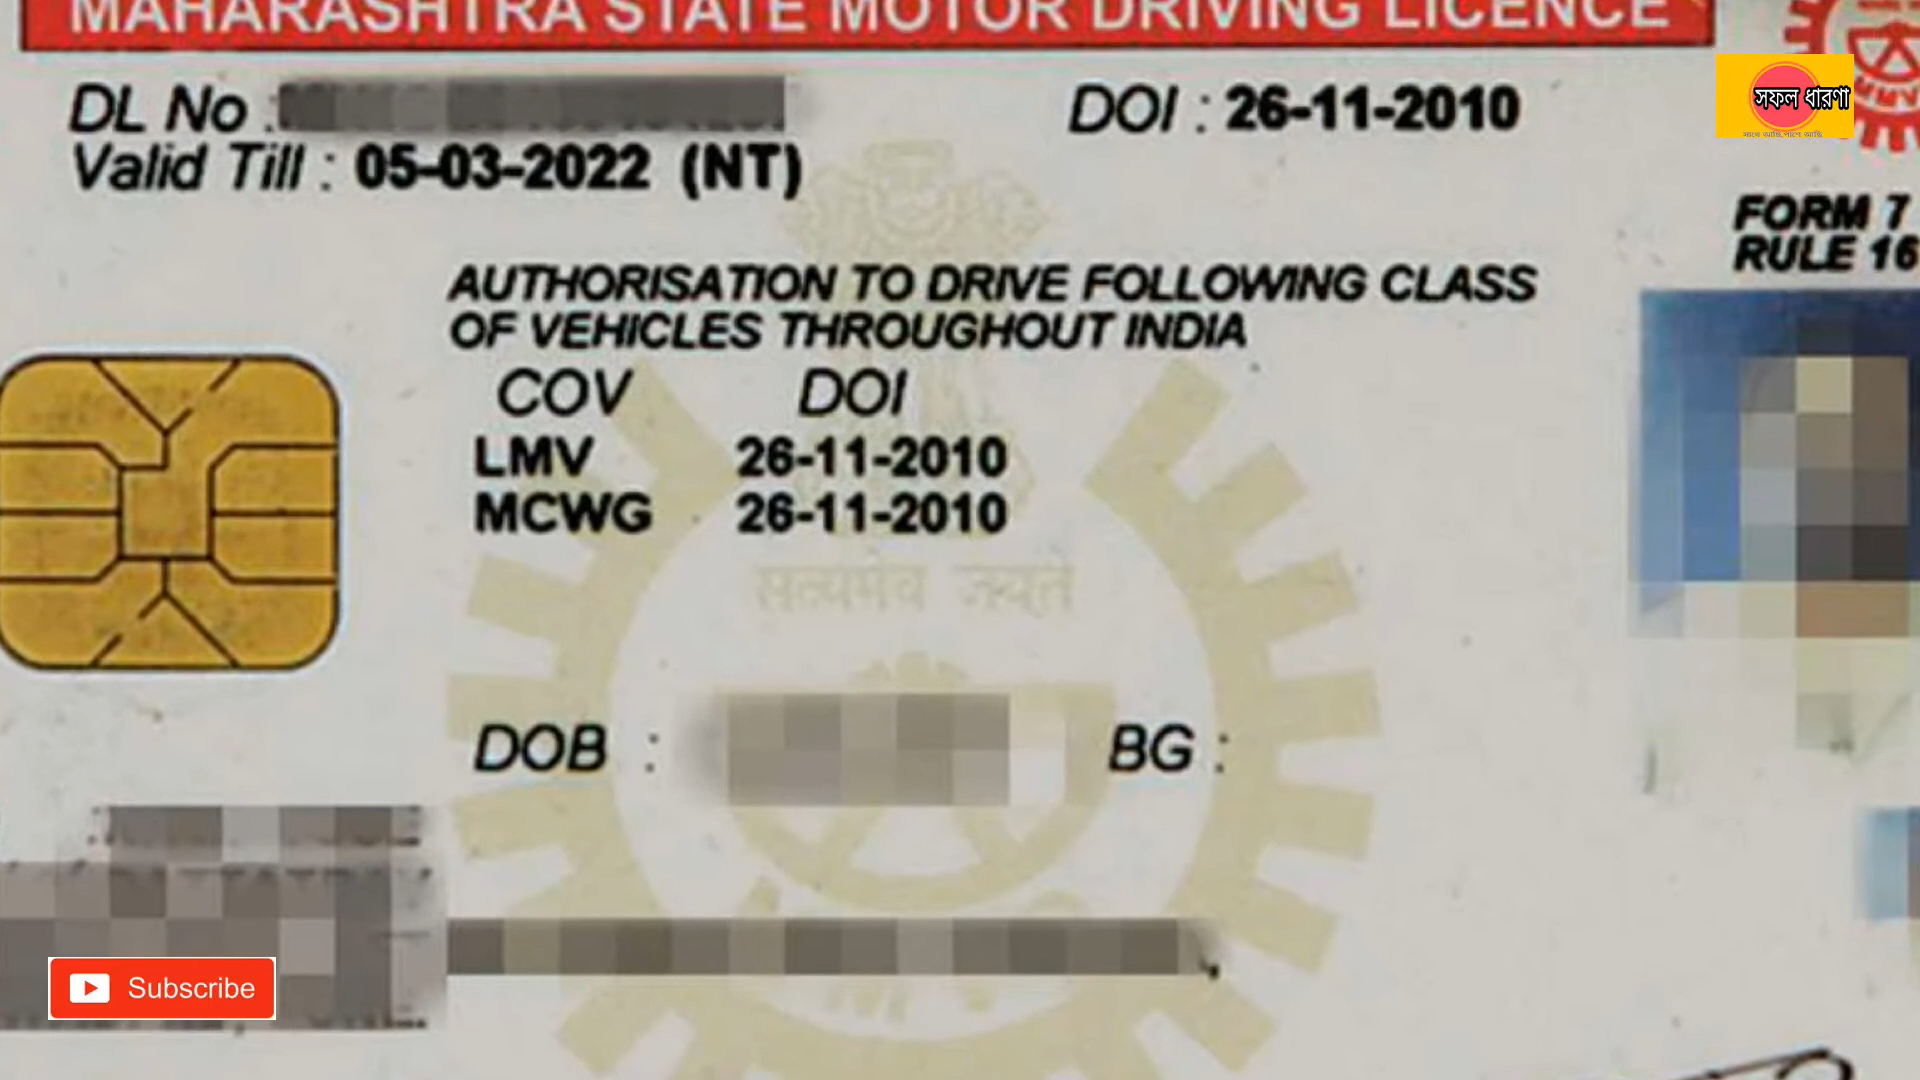 MAHARASHTRA STATE MOTOR DRIVING LICENCE
DL No :
DOI : 26-11-2010
Valid Till : 05-03-2022 (NT)
সফল ধারণা
FORM 7
RULE 16
AUTHORISATION TO DRIVE FOLLOWING CLASS
OF VEHICLES THROUGHOUT INDIA
COV DOI
LMV 26-11-2010
MCWG 26-11-2010
सत्यमेव जयते
DOB :
BG :
Subscribe